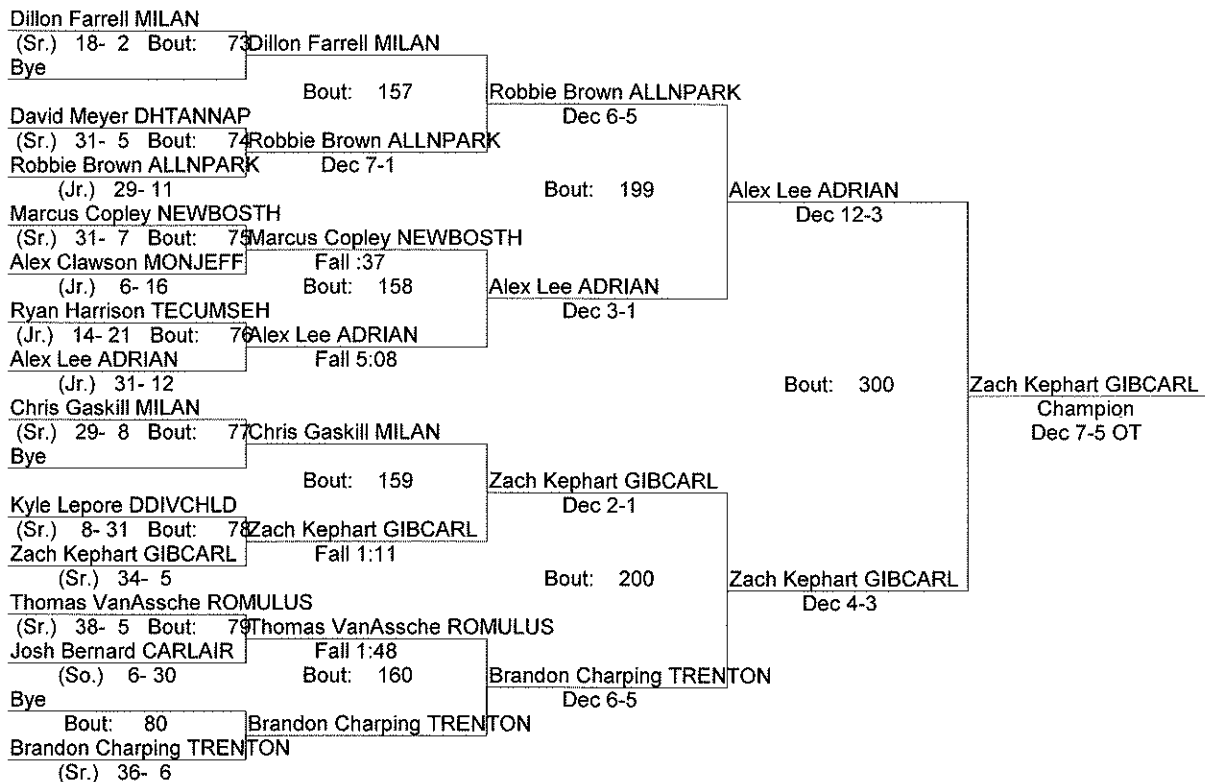 Dillon Farrell MILAN
(Sr.) 18- 2 Bout: 73 Dillon Farrell MILAN
Bye
Bout: 157 Robbie Brown ALLNPARK
David Meyer DHTANNAP Dec 6-5
(Sr.) 31- 5 Bout: 74 Robbie Brown ALLNPARK
Robbie Brown ALLNPARK Dec 7-1
(Jr.) 29- 11 Bout: 199 Alex Lee ADRIAN
Marcus Copley NEWBOSTH Dec 12-3
(Sr.) 31- 7 Bout: 75 Marcus Copley NEWBOSTH
Alex Clawson MONJEFF Fall :37
(Jr.) 6- 16 Bout: 158 Alex Lee ADRIAN
Ryan Harrison TECUMSEH Dec 3-1
(Jr.) 14- 21 Bout: 76 Alex Lee ADRIAN
Alex Lee ADRIAN Fall 5:08
(Jr.) 31- 12 Bout: 300 Zach Kephart GIBCARL
Chris Gaskill MILAN Champion
(Sr.) 29- 8 Bout: 77 Chris Gaskill MILAN Dec 7-5 OT
Bye
Bout: 159 Zach Kephart GIBCARL
Kyle Lepore DDIVCHLD Dec 2-1
(Sr.) 8- 31 Bout: 78 Zach Kephart GIBCARL
Zach Kephart GIBCARL Fall 1:11
(Sr.) 34- 5 Bout: 200 Zach Kephart GIBCARL
Thomas VanAssche ROMULUS Dec 4-3
(Sr.) 38- 5 Bout: 79 Thomas VanAssche ROMULUS
Josh Bernard CARLAIR Fall 1:48
(So.) 6- 30 Bout: 160 Brandon Charping TRENTON
Bye Dec 6-5
Bout: 80 Brandon Charping TRENTON
Brandon Charping TRENTON
(Sr.) 36- 6